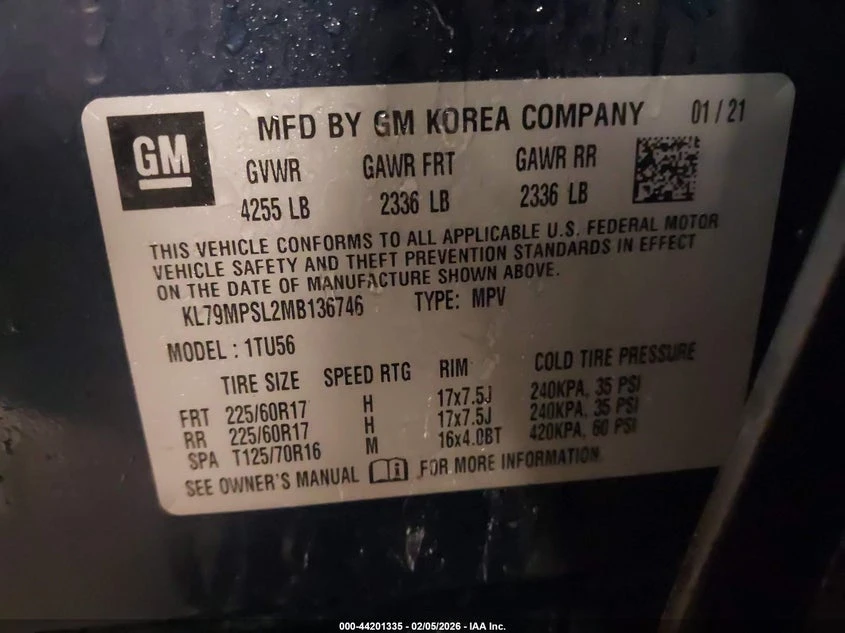 GM
MFD BY GM KOREA COMPANY 01/21
GVWR GAWR FRT GAWR RR
4255 LB 2336 LB 2336 LB
THIS VEHICLE CONFORMS TO ALL APPLICABLE U.S. FEDERAL MOTOR
VEHICLE SAFETY AND THEFT PREVENTION STANDARDS IN EFFECT
ON THE DATE OF MANUFACTURE SHOWN ABOVE.
KL79MPSL2MB136746 TYPE: MPV
MODEL : 1TU56
TIRE SIZE SPEED RTG RIM COLD TIRE PRESSURE
FRT 225/60R17 H 17x7.5J 240KPA, 35 PSI
RR 225/60R17 H 17x7.5J 240KPA, 35 PSI
SPA T125/70R16 M 16x4.0BT 420KPA, 60 PSI
SEE OWNER'S MANUAL FOR MORE INFORMATION
000-44201335 - 02/05/2026 - IAA Inc.